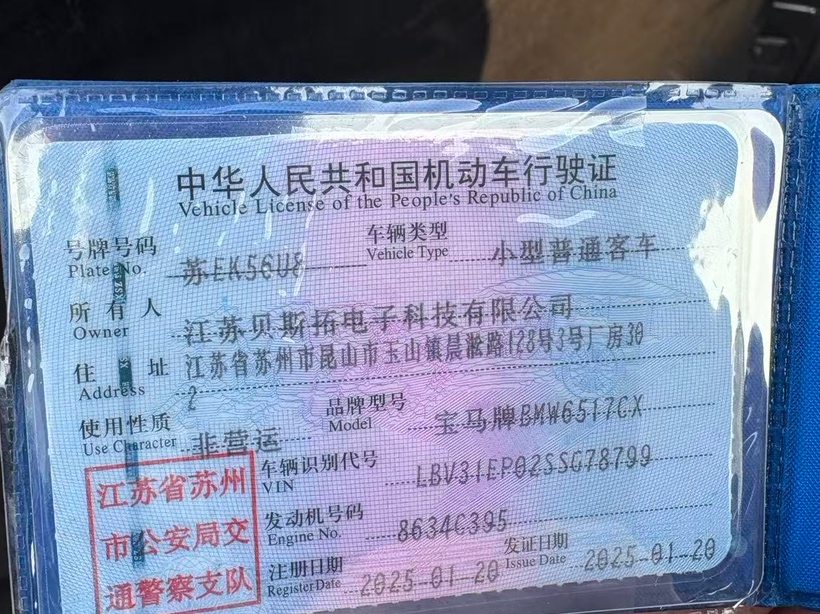 中华人民共和国机动车行驶证
Vehicle License of the People's Republic of China
号牌号码 苏EK56U8 车辆类型 小型普通客车
Plate No. Vehicle Type
所有人 江苏贝斯拓电子科技有限公司
Owner
住址 江苏省苏州市昆山市玉山镇晨淞路128号3号厂房30
Address 2
使用性质 非营运 品牌型号 宝马牌BMW6517CX
Use Character Model
江苏省苏州 车辆识别代号 LBV31EP02SSG78799
VIN
市公安局交 发动机号码 8634C395
Engine No.
通警察支队 注册日期 2025-01-20 发证日期 2025-01-20
Register Date Issue Date